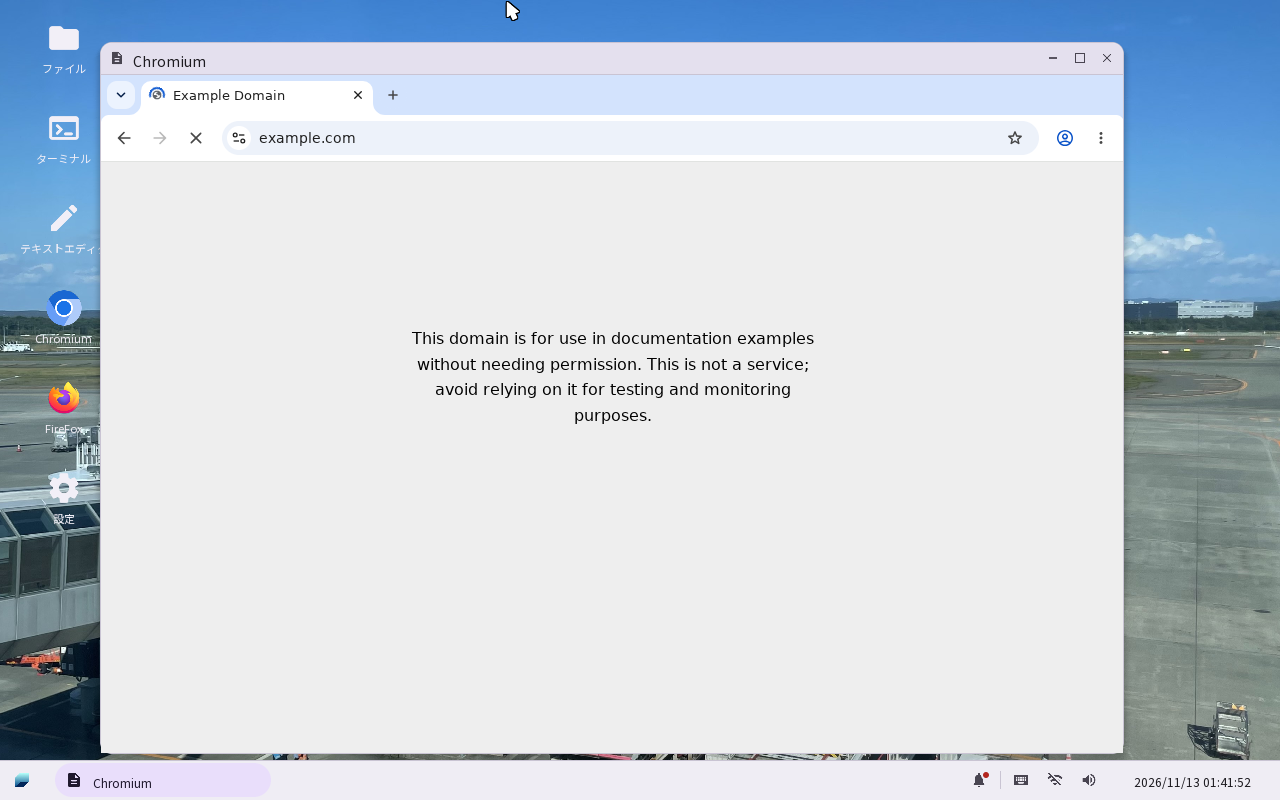 ファイル
ターミナル
テキストエディ
Chromium
FireFox
設定
Chromium
Example Domain
example.com
This domain is for use in documentation examples
without needing permission. This is not a service;
avoid relying on it for testing and monitoring
purposes.
Chromium
2026/11/13 01:41:52